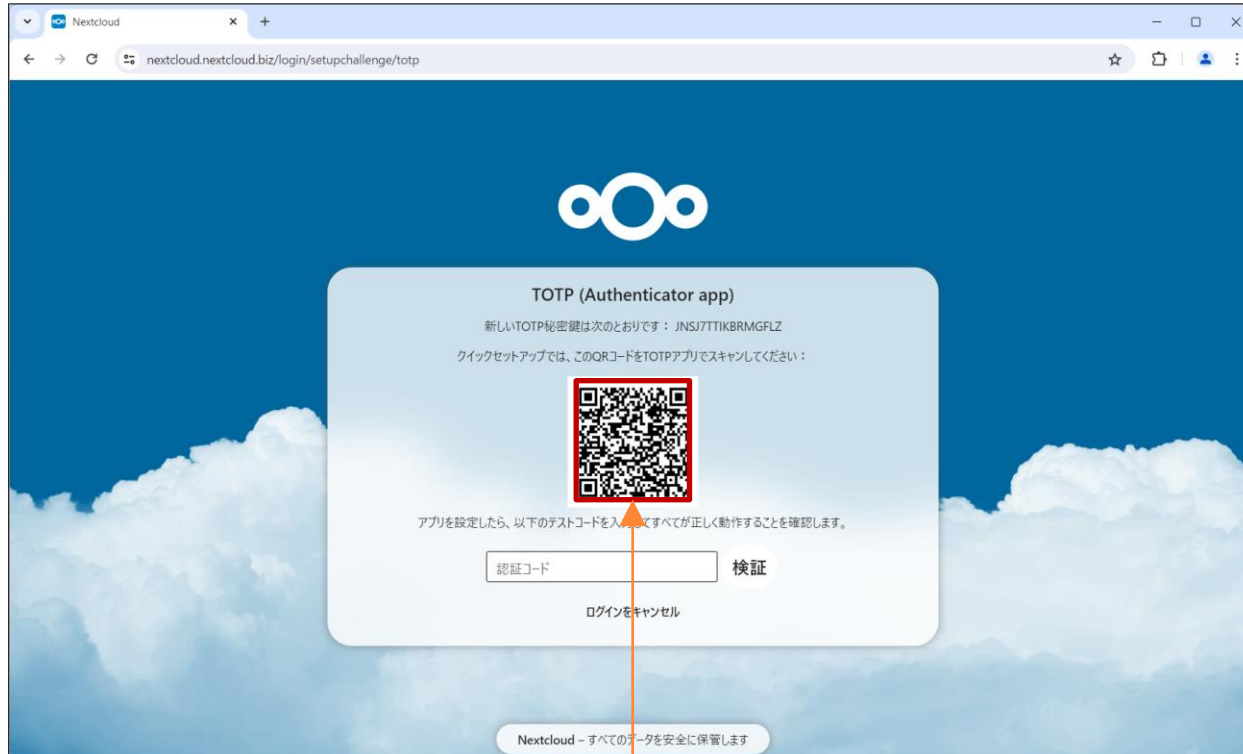 Nextcloud
nextcloud.nextcloud.biz/login/setupchallenge/totp
TOTP (Authenticator app)
新しいTOTP秘密鍵は次のとおりです： JNSJ7TTIKBRMGFLZ
クイックセットアップでは、このQRコードをTOTPアプリでスキャンしてください：
アプリを設定したら、以下のテストコードを入力してすべてが正しく動作することを確認します。
認証コード
検証
ログインをキャンセル
Nextcloud – すべてのデータを安全に保管します